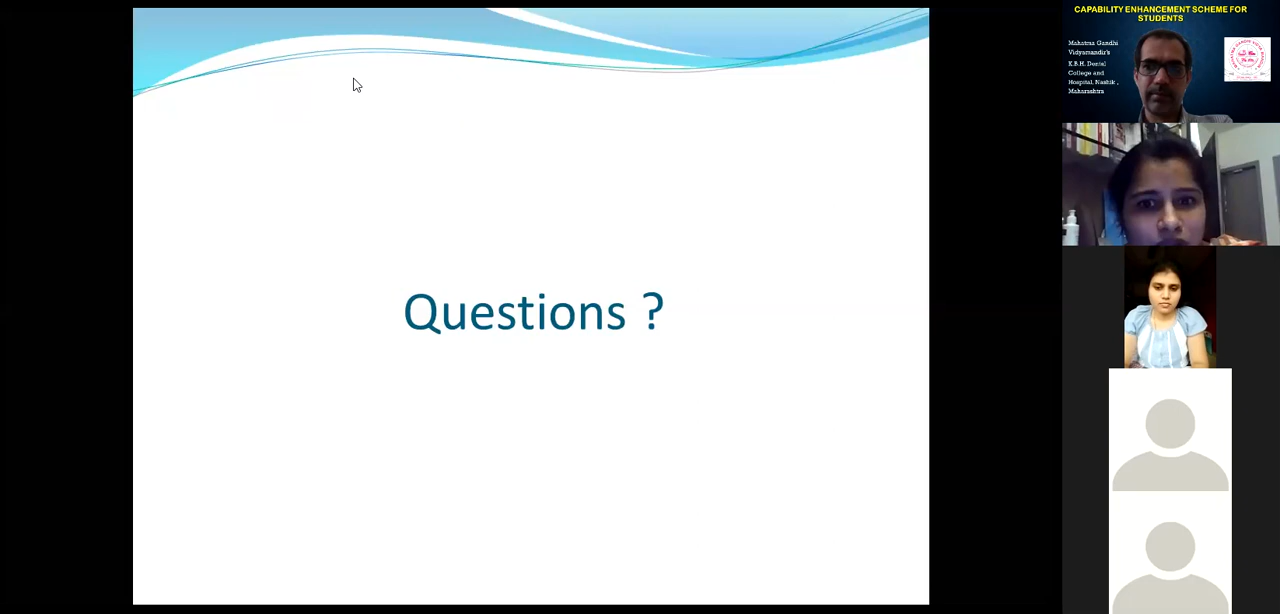 Questions ?
CAPABILITY ENHANCEMENT SCHEME FOR
STUDENTS
Mahatma Gandhi
Vidyamandir's
K.B.H. Dental
College and
Hospital, Nashik ,
Maharashtra